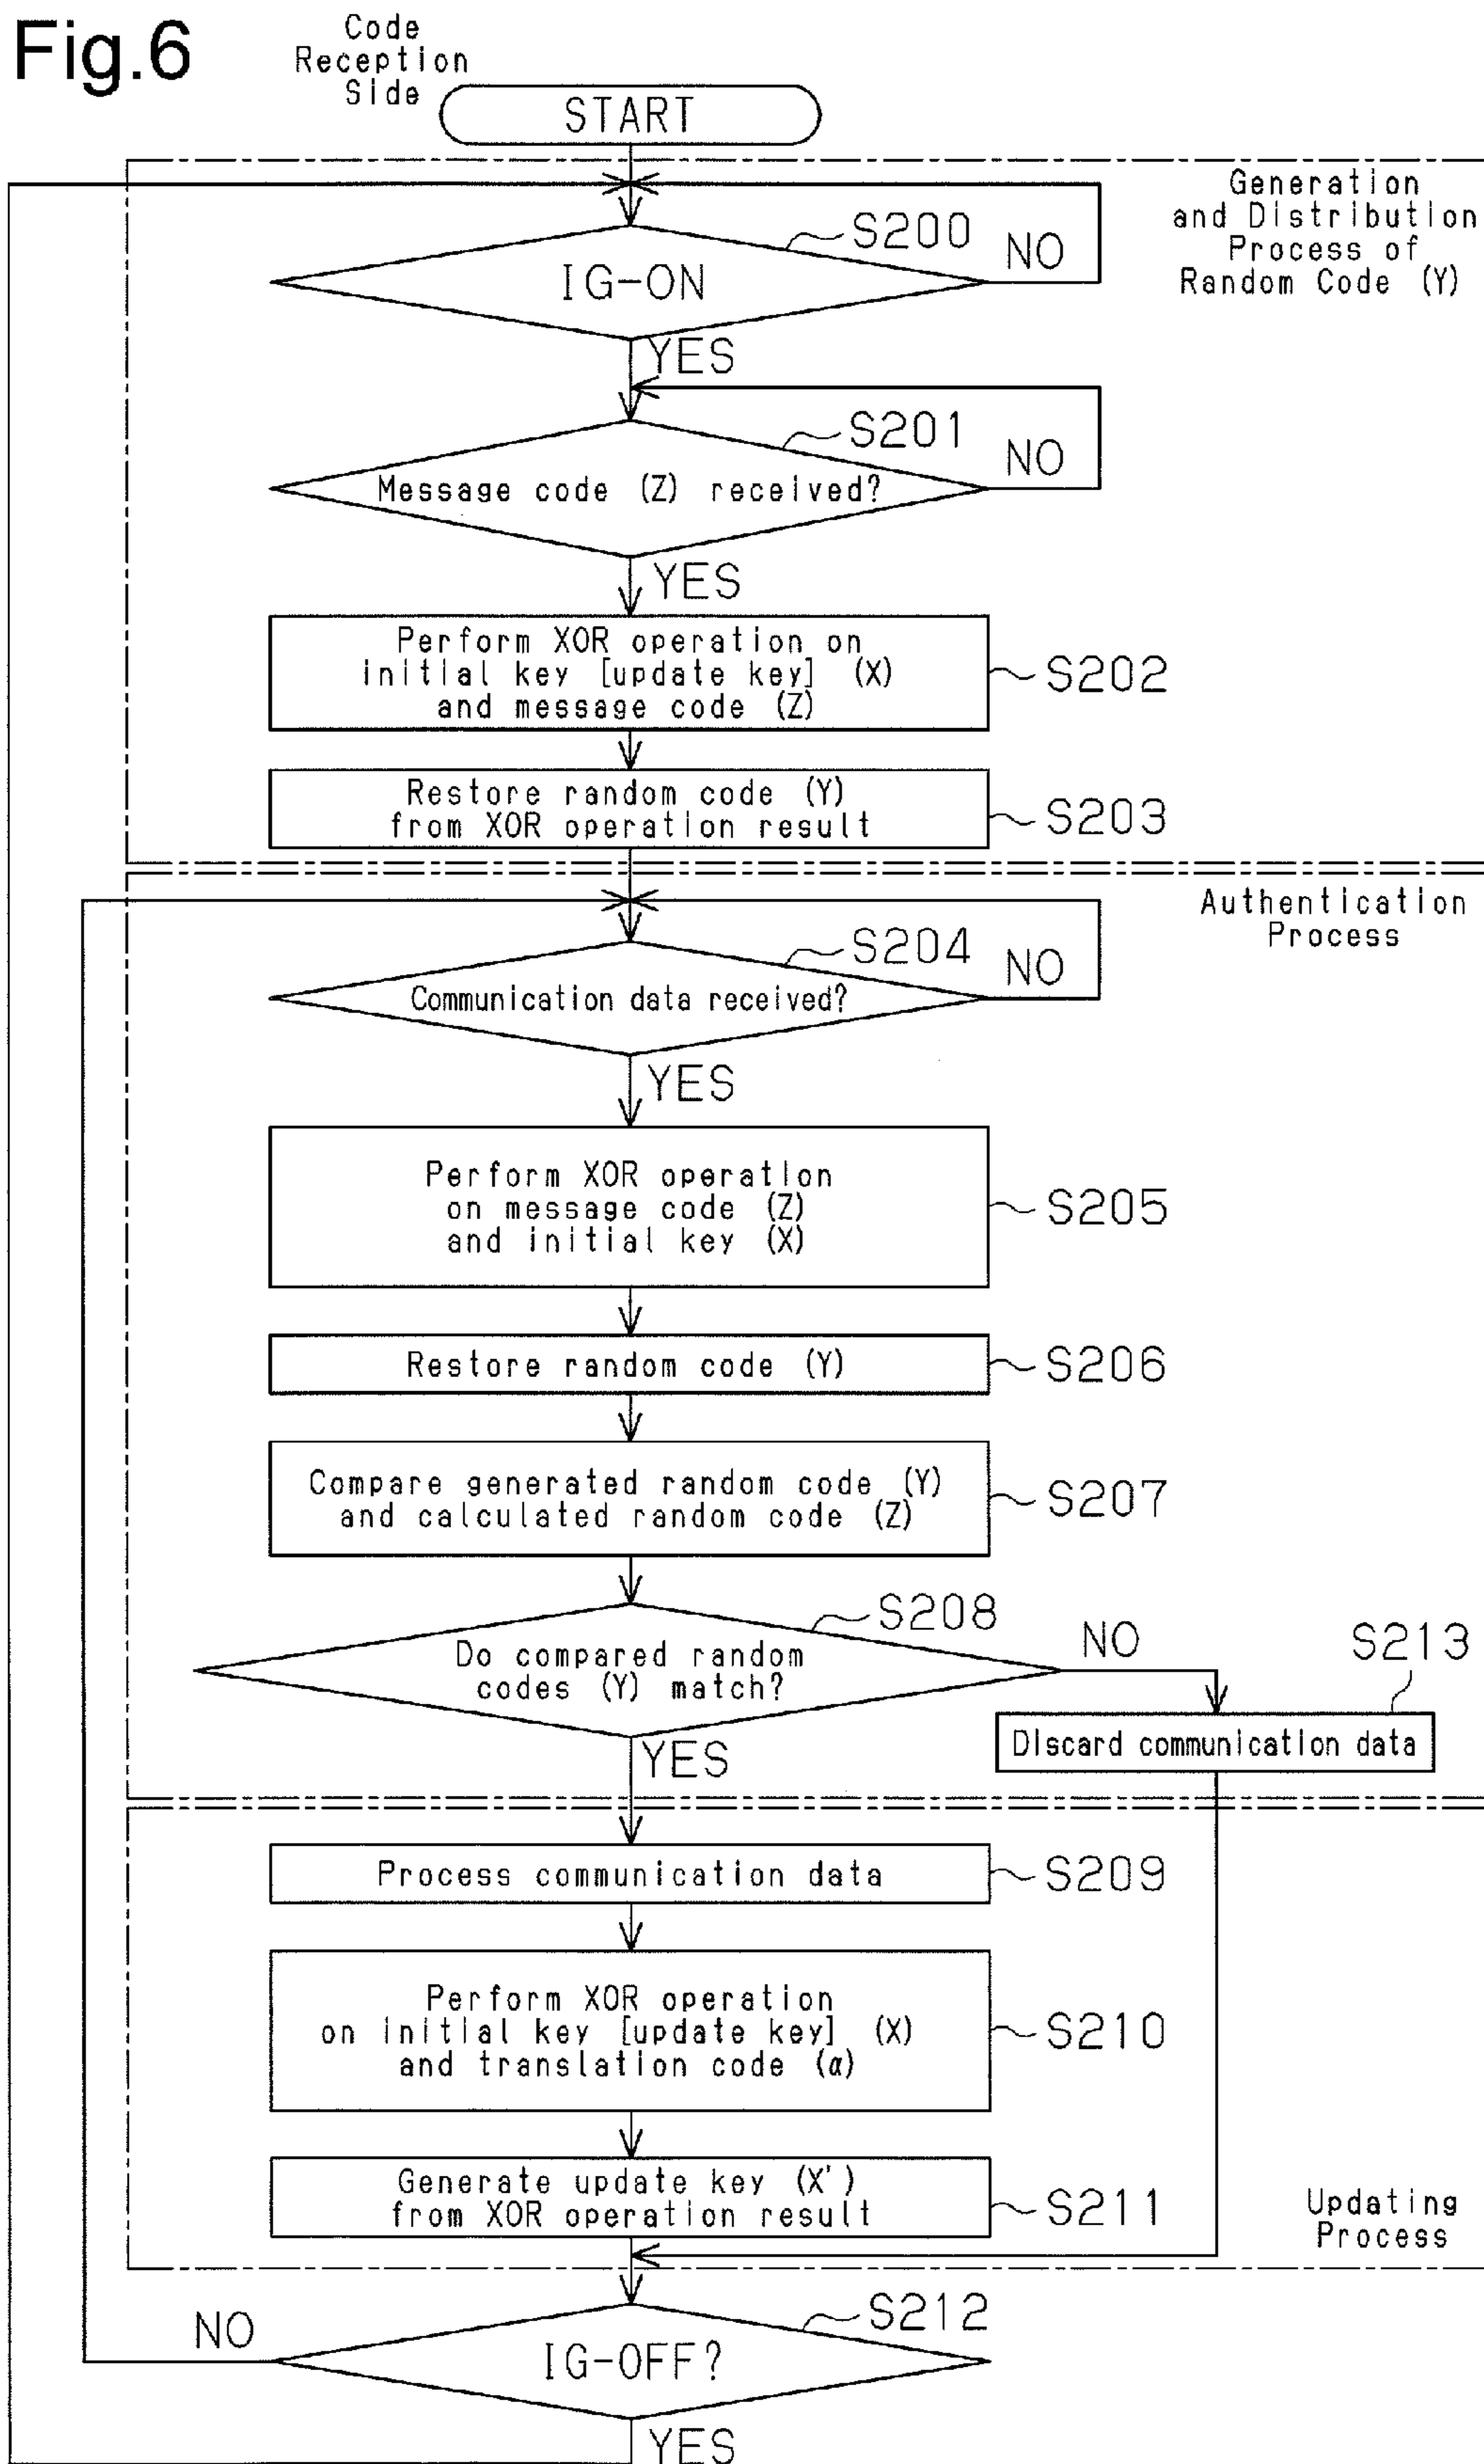 Fig.6
Code
Reception
Side
START
Generation
and Distribution
Process of
Random Code (Y)
S200
IG-ON
NO
YES
S201
Message code (Z) received?
NO
YES
Perform XOR operation on
initial key [update key] (X)
and message code (Z)
S202
Restore random code (Y)
from XOR operation result
S203
Authentication
Process
S204
Communication data received?
NO
YES
Perform XOR operation
on message code (Z)
and initial key (X)
S205
Restore random code (Y)
S206
Compare generated random code (Y)
and calculated random code (Z)
S207
S208
Do compared random
codes (Y) match?
NO
S213
YES
Discard communication data
Process communication data
S209
Perform XOR operation
on initial key [update key] (X)
and translation code (α)
S210
Generate update key (X')
from XOR operation result
S211
Updating
Process
S212
NO
IG-OFF?
YES